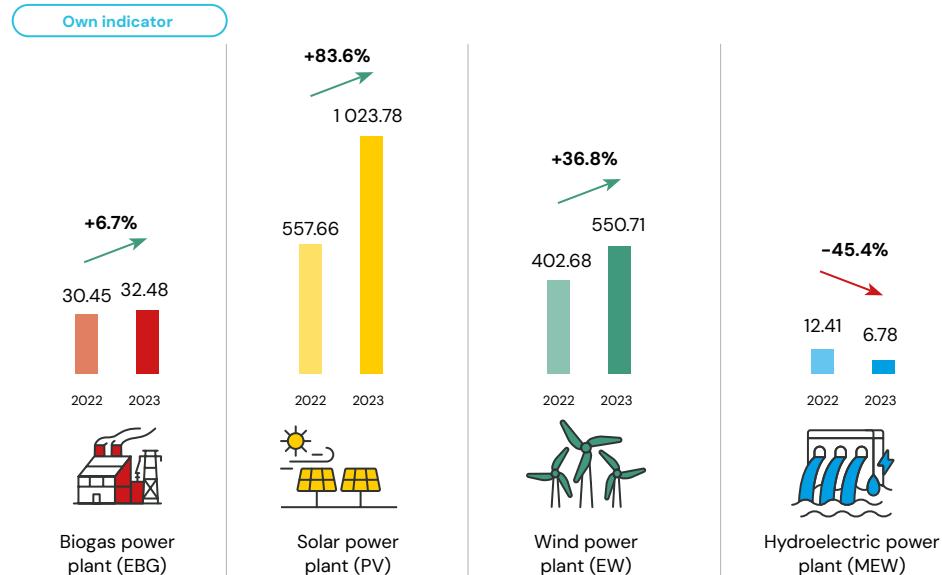 Own indicator
+6.7%
30.45 32.48
2022 2023
Biogas power
plant (EBG)
+83.6%
1 023.78
557.66
2022 2023
Solar power
plant (PV)
+36.8%
550.71
402.68
2022 2023
Wind power
plant (EW)
-45.4%
12.41 6.78
2022 2023
Hydroelectric power
plant (MEW)